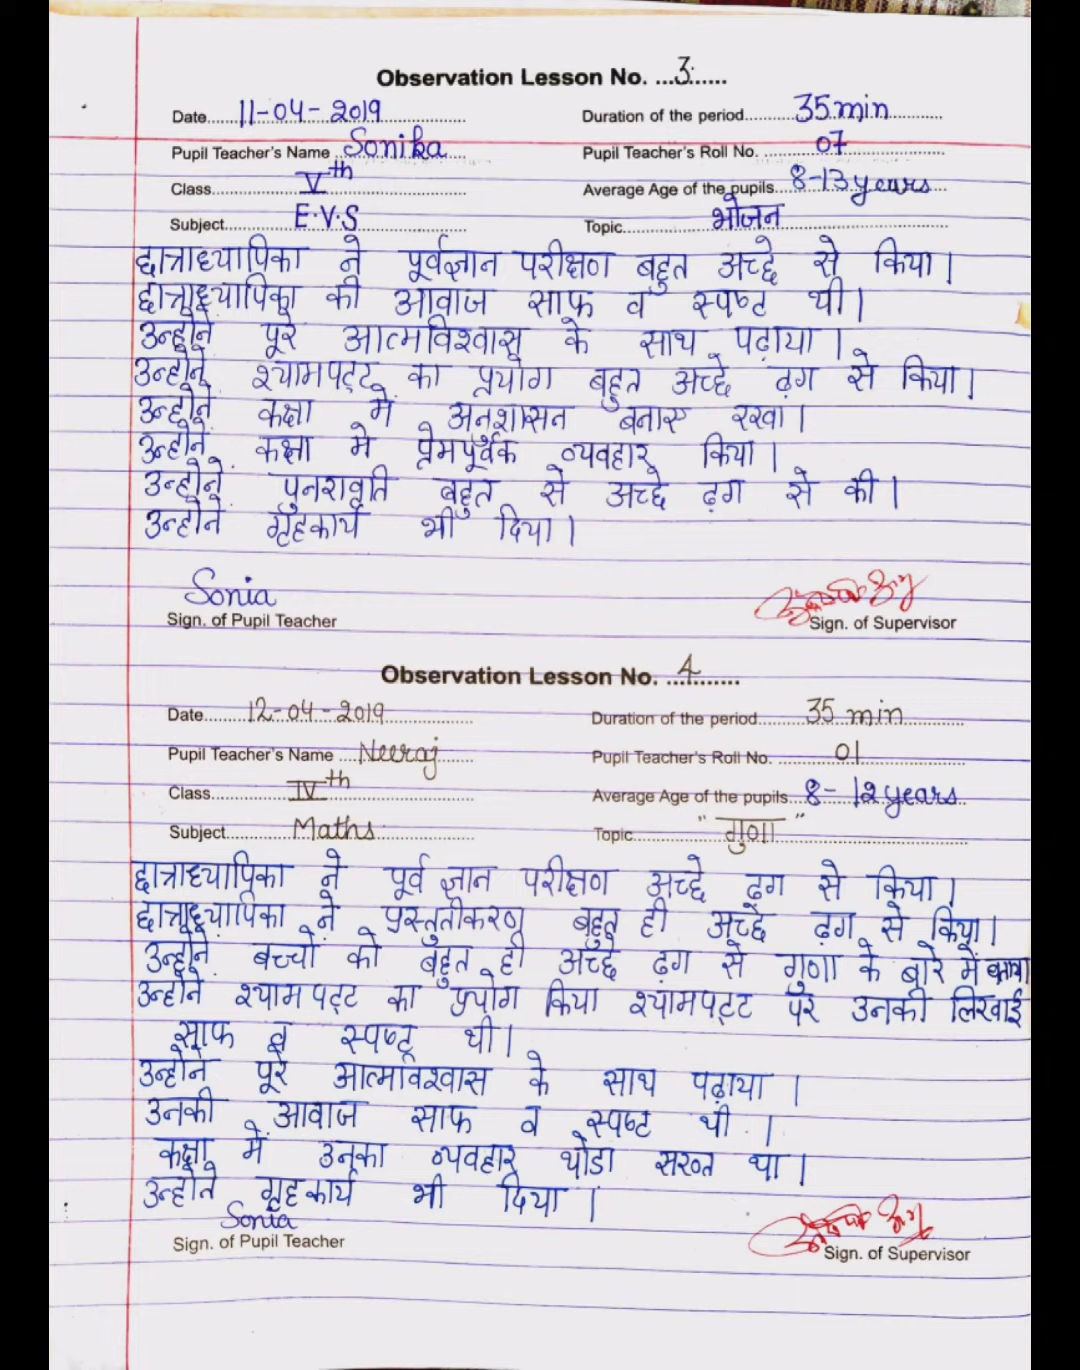 Observation Lesson No. ...3......
Date.....11-04-2019.....
Duration of the period.....35 min.....
Pupil Teacher's Name ...Sonika....
Pupil Teacher's Roll No. .....07.....
Class.....Vth.....
Average Age of the pupils...8-13 years...
Subject.....E.V.S.....
Topic.....भोजन.....
छात्राध्यापिका ने पूर्वज्ञान परीक्षण बहुत अच्छे से किया।
छात्राध्यापिका की आवाज साफ व स्पष्ट थी।
उन्होंने पूरे आत्मविश्वास के साथ पढ़ाया।
उन्होंने श्यामपट्ट का प्रयोग बहुत अच्छे ढ़ग से किया।
उन्होंने कक्षा में अनशासन बनाए रखा।
उन्होंने कक्षा मे प्रेमपूर्वक व्यवहार किया।
उन्होंने पुनरावृति बहुत से अच्छे ढ़ग से की।
उन्होंने गृहकार्य भी दिया।
Sonia
Sign. of Pupil Teacher
Sign. of Supervisor
Observation Lesson No. ...4.......
Date.....12-04-2019.....
Duration of the period.....35 min.....
Pupil Teacher's Name ....Neeraj.....
Pupil Teacher's Roll No. .....01.....
Class.....IVth.....
Average Age of the pupils...8-12 years..
Subject.....Maths.....
Topic....."गुणा".....
छात्राध्यापिका ने पूर्व ज्ञान परीक्षण अच्छे ढ़ग से किया।
छात्राध्यापिका ने प्रस्तुतीकरण बहुत ही अच्छे ढ़ग से किया।
उन्होंने बच्चों को बहुत ही अच्छे ढ़ग से गुणा के बारे में
उन्होंने श्यामपट्ट का प्रयोग किया श्यामपट्ट पर उनकी लिखाई
साफ व स्पष्ट थी।
उन्होंने पूरे आत्मविश्वास के साथ पढ़ाया।
उनकी आवाज साफ व स्पष्ट थी।
कक्षा में उनका व्यवहार थोडा सख्त था।
उन्होंने गृहकार्य भी दिया।
Sonia
Sign. of Pupil Teacher
Sign. of Supervisor